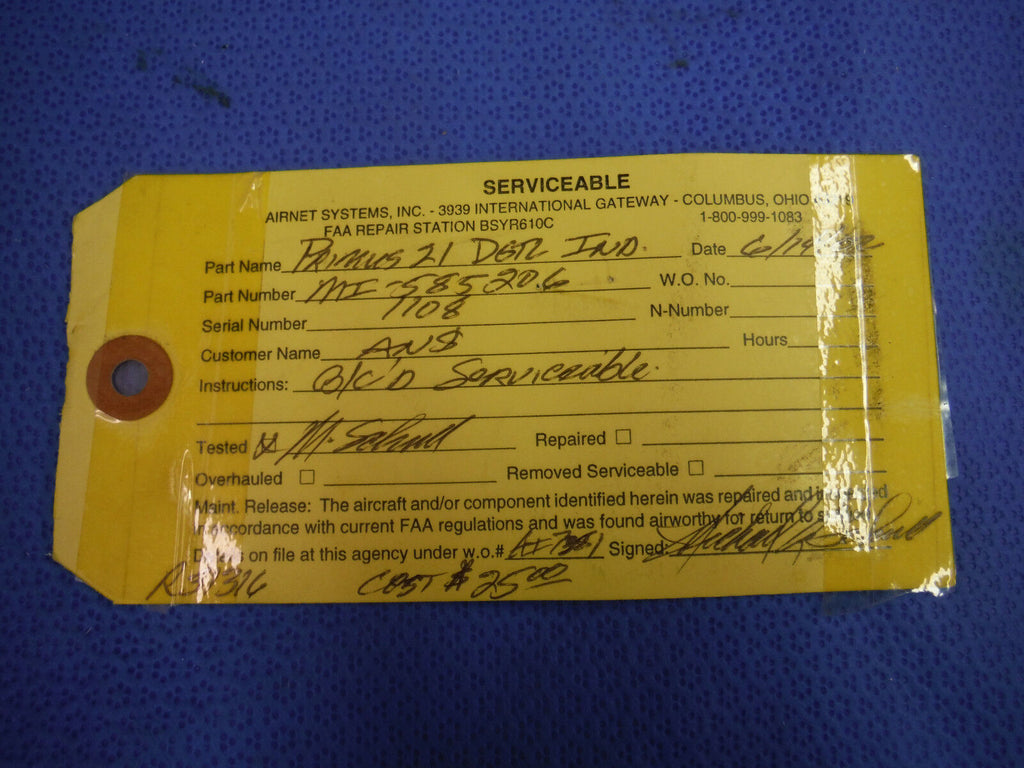 SERVICEABLE
AIRNET SYSTEMS, INC. - 3939 INTERNATIONAL GATEWAY - COLUMBUS, OHIO
FAA REPAIR STATION BSYR610C 1-800-999-1083
Part Name PRIMUS 21 DGTL IND. Date
Part Number MI-585206 W.O. No.
Serial Number 1108 N-Number
Customer Name ANS Hours
Instructions: B/C'D Serviceable.
Tested Repaired
Overhauled Removed Serviceable
Maint. Release: The aircraft and/or component identified herein was repaired and
concordance with current FAA regulations and was found airworthy for return to
on file at this agency under w.o.# Signed:
COST $ 25.00